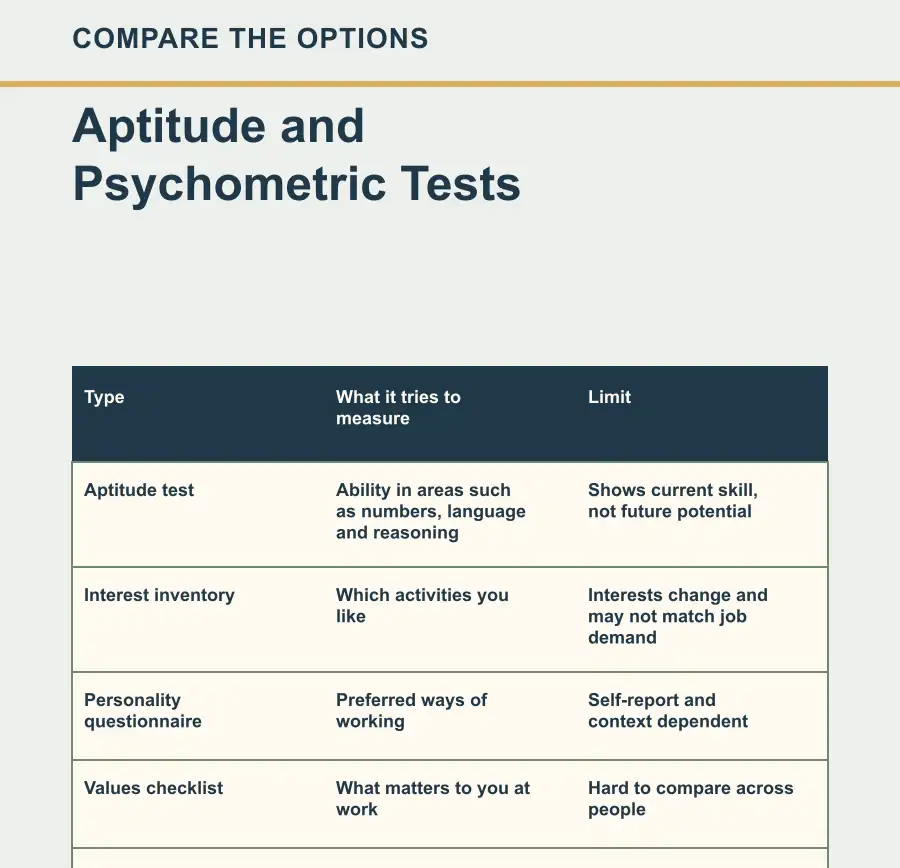 COMPARE THE OPTIONS
Aptitude and
Psychometric Tests
Type
What it tries to
measure
Limit
Aptitude test
Ability in areas such
as numbers, language
and reasoning
Shows current skill,
not future potential
Interest inventory
Which activities you
like
Interests change and
may not match job
demand
Personality
questionnaire
Preferred ways of
working
Self-report and
context dependent
Values checklist
What matters to you at
work
Hard to compare across
people